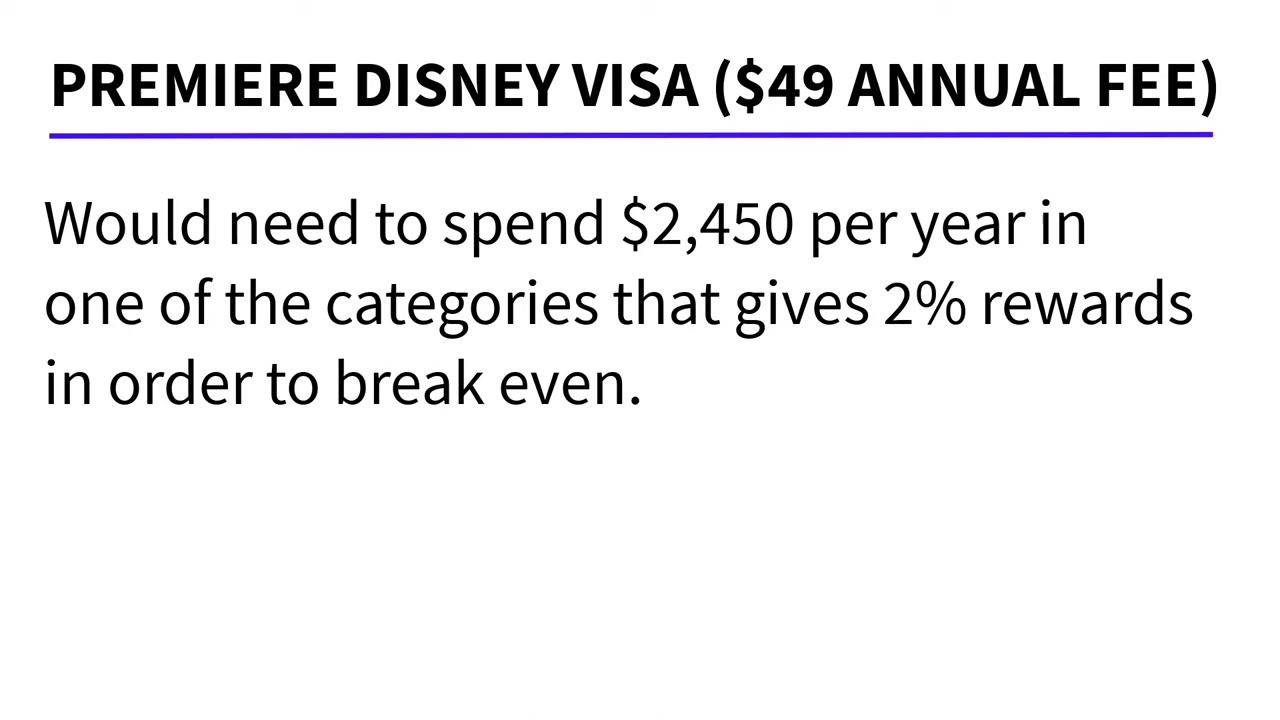 PREMIERE DISNEY VISA ($49 ANNUAL FEE)
Would need to spend $2,450 per year in
one of the categories that gives 2% rewards
in order to break even.